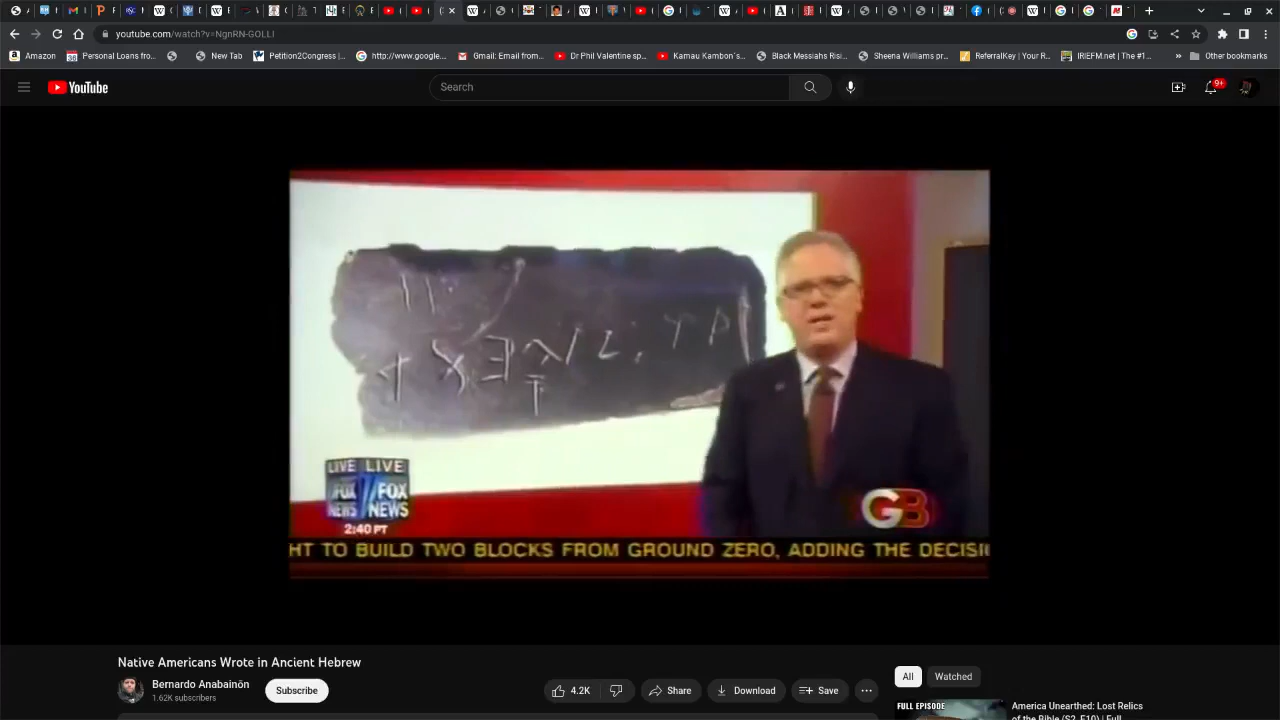 youtube.com/watch?v=NgnRN-GOLLI
Amazon
Personal Loans fro...
New Tab
Petition2Congress |...
http://www.google...
Gmail: Email from...
Dr Phil Valentine sp...
Kamau Kambon's...
Black Messiahs Risi...
Sheena Williams pr...
ReferralKey | Your R...
IRIEFM.net | The #1...
Other bookmarks
YouTube
Search
9+
LIVE LIVE
FOX NEWS FOX NEWS
2:40 PT
GB
HT TO BUILD TWO BLOCKS FROM GROUND ZERO, ADDING THE DECISI
Native Americans Wrote in Ancient Hebrew
Bernardo Anabainōn
1.62K subscribers
Subscribe
4.2K
Share
Download
Save
All
Watched
FULL EPISODE
America Unearthed: Lost Relics
of the Bible (S2, E10) | Full